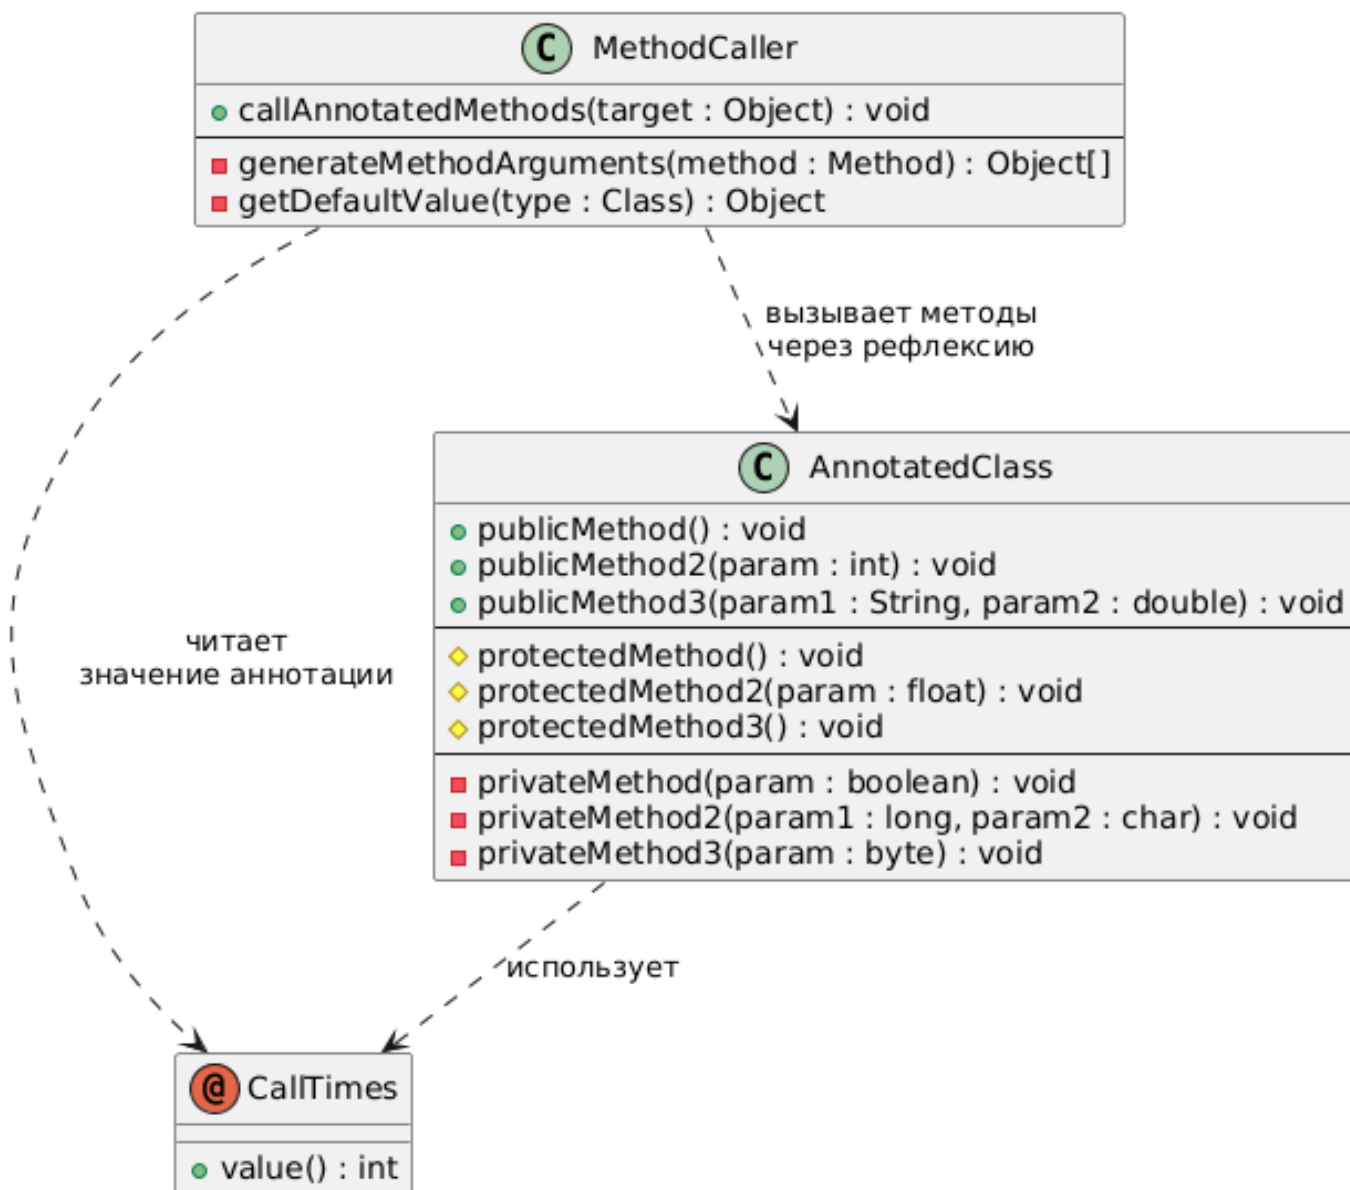 C MethodCaller
callAnnotatedMethods(target : Object) : void
generateMethodArguments(method : Method) : Object[]
getDefaultValue(type : Class) : Object
вызывает методы
через рефлексию
C AnnotatedClass
publicMethod() : void
publicMethod2(param : int) : void
publicMethod3(param1 : String, param2 : double) : void
protectedMethod() : void
protectedMethod2(param : float) : void
protectedMethod3() : void
privateMethod(param : boolean) : void
privateMethod2(param1 : long, param2 : char) : void
privateMethod3(param : byte) : void
читает
значение аннотации
использует
@ CallTimes
value() : int